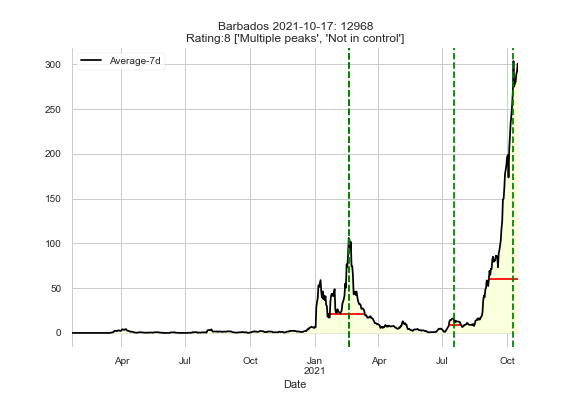 Barbados 2021-10-17: 12968
Rating:8 ['Multiple peaks', 'Not in control']
Average-7d
300
250
200
150
100
50
0
Apr
Jul
Oct
Jan
2021
Apr
Jul
Oct
Date